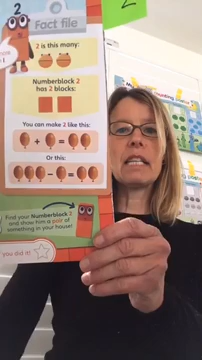 2
2
Fact file
2 is this many:
Numberblock 2
has 2 blocks:
You can make 2 like this:
+ =
Or this:
- =
Find your Numberblock 2
and show him a pair of
something in your house!
you did it!